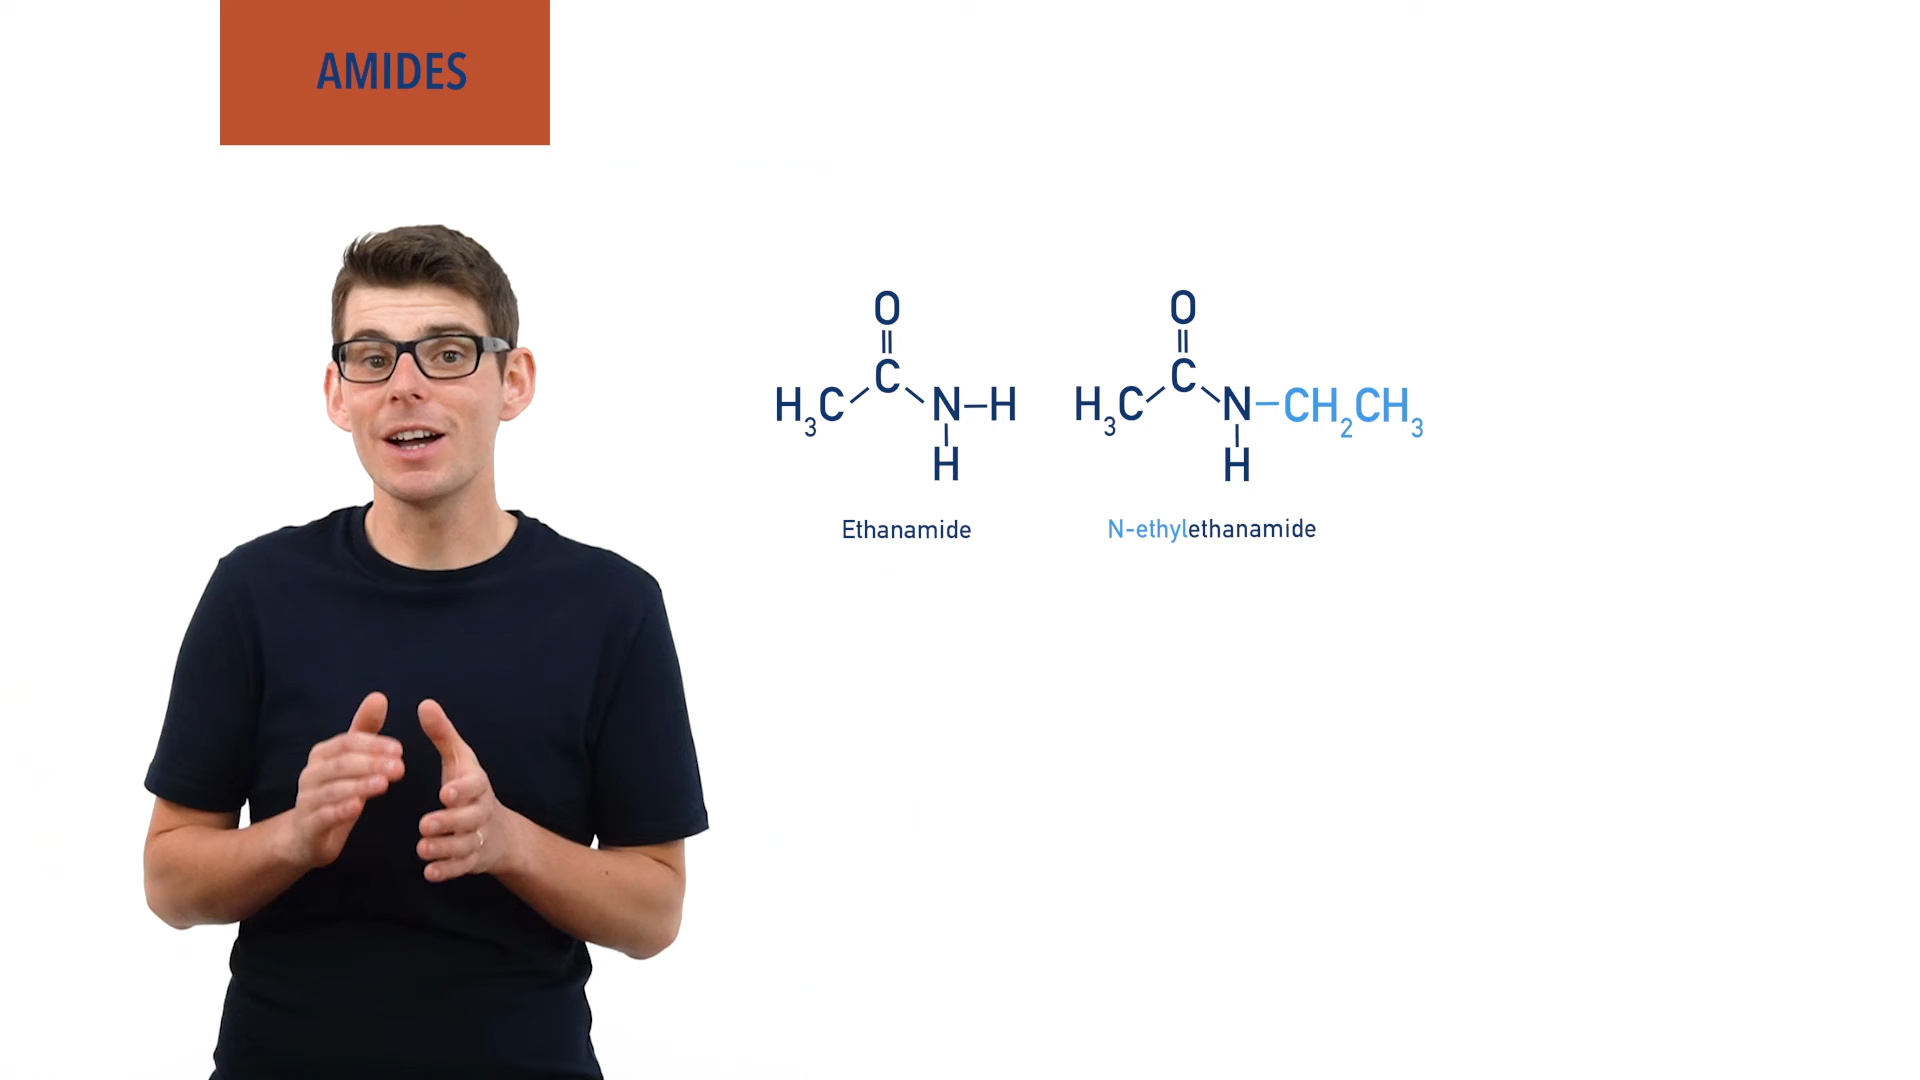 AMIDES
O
C
H3C N–H
H
Ethanamide
O
C
H3C N–CH2CH3
H
N-ethylethanamide